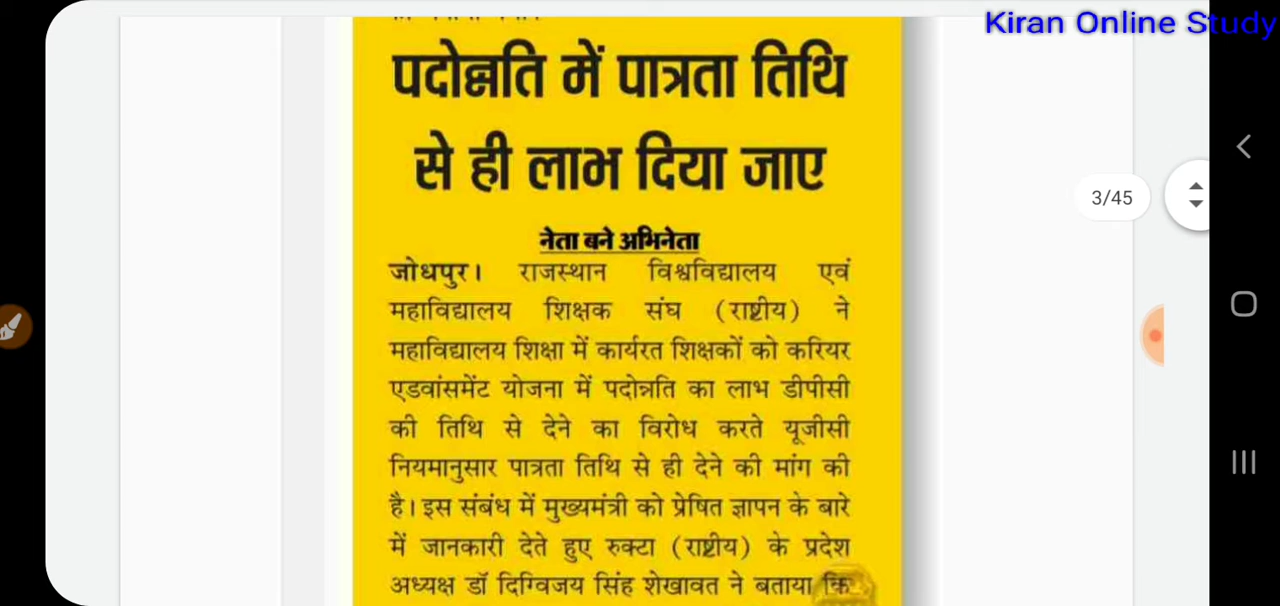 Kiran Online Study
पदोन्नति में पात्रता तिथि
से ही लाभ दिया जाए
3/45
नेता बने अभिनेता
जोधपुर। राजस्थान विश्वविद्यालय एवं
महाविद्यालय शिक्षक संघ (राष्टीय) ने
महाविद्यालय शिक्षा में कार्यरत शिक्षकों को करियर
एडवांसमेंट योजना में पदोन्नति का लाभ डीपीसी
की तिथि से देने का विरोध करते यूजीसी
नियमानुसार पात्रता तिथि से ही देने की मांग की
है। इस संबंध में मुख्यमंत्री को प्रेषित ज्ञापन के बारे
में जानकारी देते हुए रुक्टा (राष्टीय) के प्रदेश
अध्यक्ष डॉ दिग्विजय सिंह शेखावत ने बताया कि